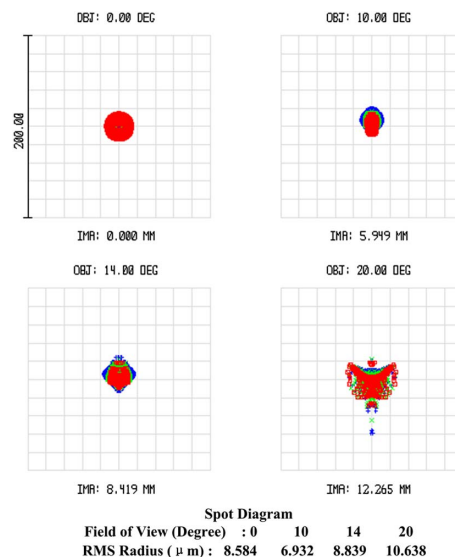 OBJ: 0.00 DEG
OBJ: 10.00 DEG
200.00
IMA: 0.000 MM
IMA: 5.949 MM
OBJ: 14.00 DEG
OBJ: 20.00 DEG
IMA: 8.419 MM
IMA: 12.265 MM
Spot Diagram
Field of View (Degree) : 0 10 14 20
RMS Radius ( μ m) : 8.584 6.932 8.839 10.638